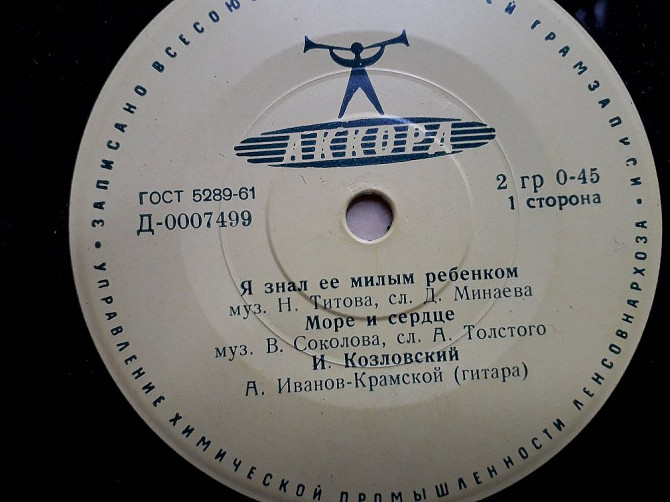 ЗАПИСАНО ВСЕСОЮ
ЕЙ ГРАМЗАПИСИ
АККОРД
ГОСТ 5289-61
Д-0007499
2 гр 0-45
1 сторона
Я знал ее милым ребенком
муз. Н. Титова, сл. Д. Минаева
Море и сердце
муз. В. Соколова, сл. А. Толстого
И. Козловский
А. Иванов-Крамской (гитара)
УПРАВЛЕНИЕ ХИМИЧЕСКОЙ ПРОМЫШЛЕННОСТИ ЛЕНСОВНАРХОЗА